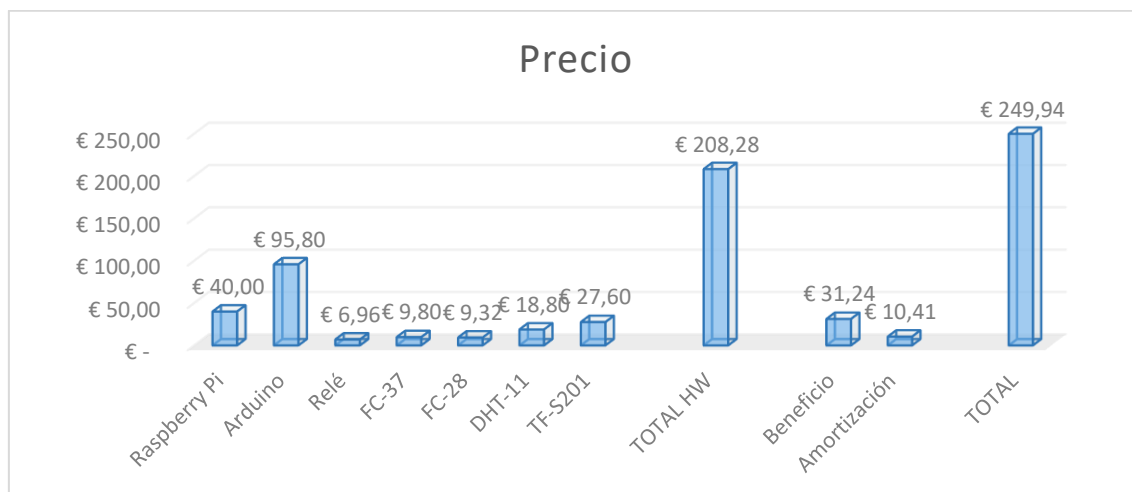 Precio
€ 250,00
€ 200,00
€ 150,00
€ 100,00
€ 50,00
€ -
€ 40,00
€ 95,80
€ 6,96
€ 9,80
€ 9,32
€ 18,80
€ 27,60
€ 208,28
€ 31,24
€ 10,41
€ 249,94
Raspberry Pi
Arduino
Relé
FC-37
FC-28
DHT-11
TF-S201
TOTAL HW
Beneficio
Amortización
TOTAL